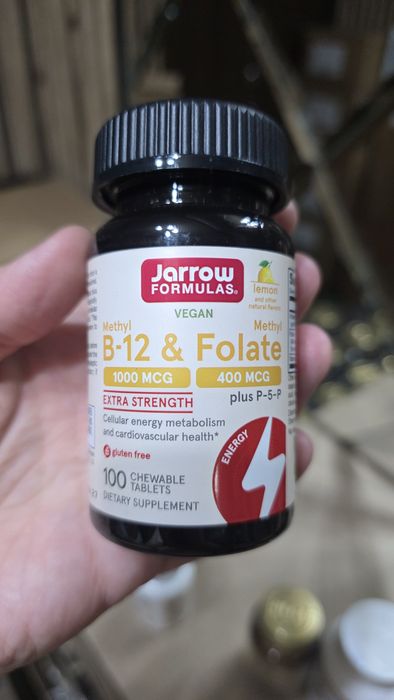 Jarrow
FORMULAS®
lemon
and other
natural flavors
VEGAN
Methyl Methyl
B-12 & Folate
1000 MCG 400 MCG
EXTRA STRENGTH plus P-5-P
Cellular energy metabolism
and cardiovascular health*
gluten free
ENERGY
100 CHEWABLE
TABLETS
DIETARY SUPPLEMENT